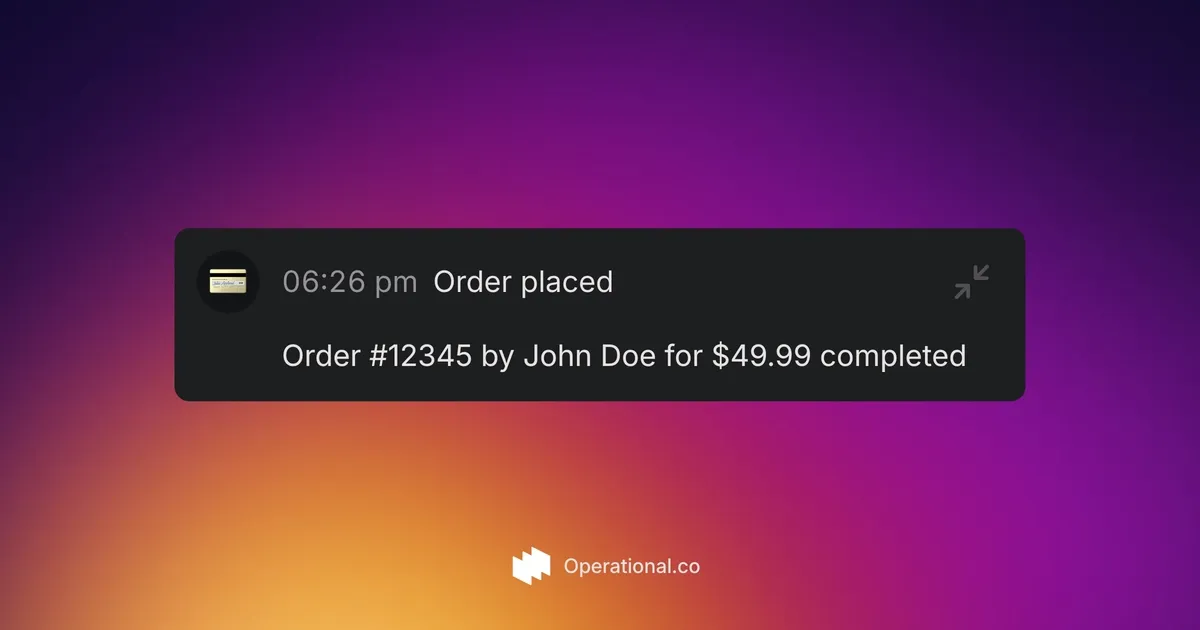 06:26 pm Order placed
Order #12345 by John Doe for $49.99 completed
Operational.co